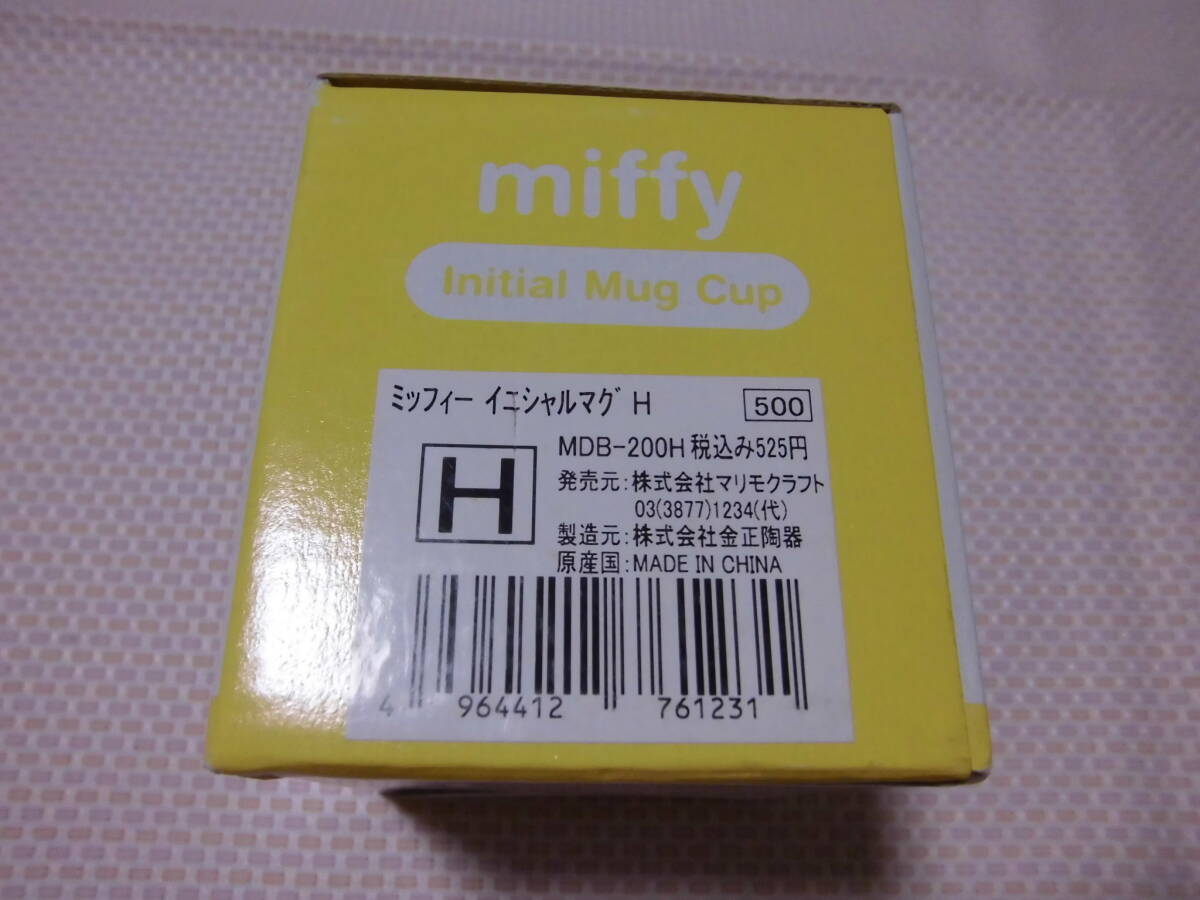 miffy
Initial Mug Cup
ミッフィー イニシャルマグ H 500
H
MDB-200H 税込み525円
発売元:株式会社マリモクラフト
03(3877)1234(代)
製造元:株式会社金正陶器
原産国:MADE IN CHINA
4 964412 761231